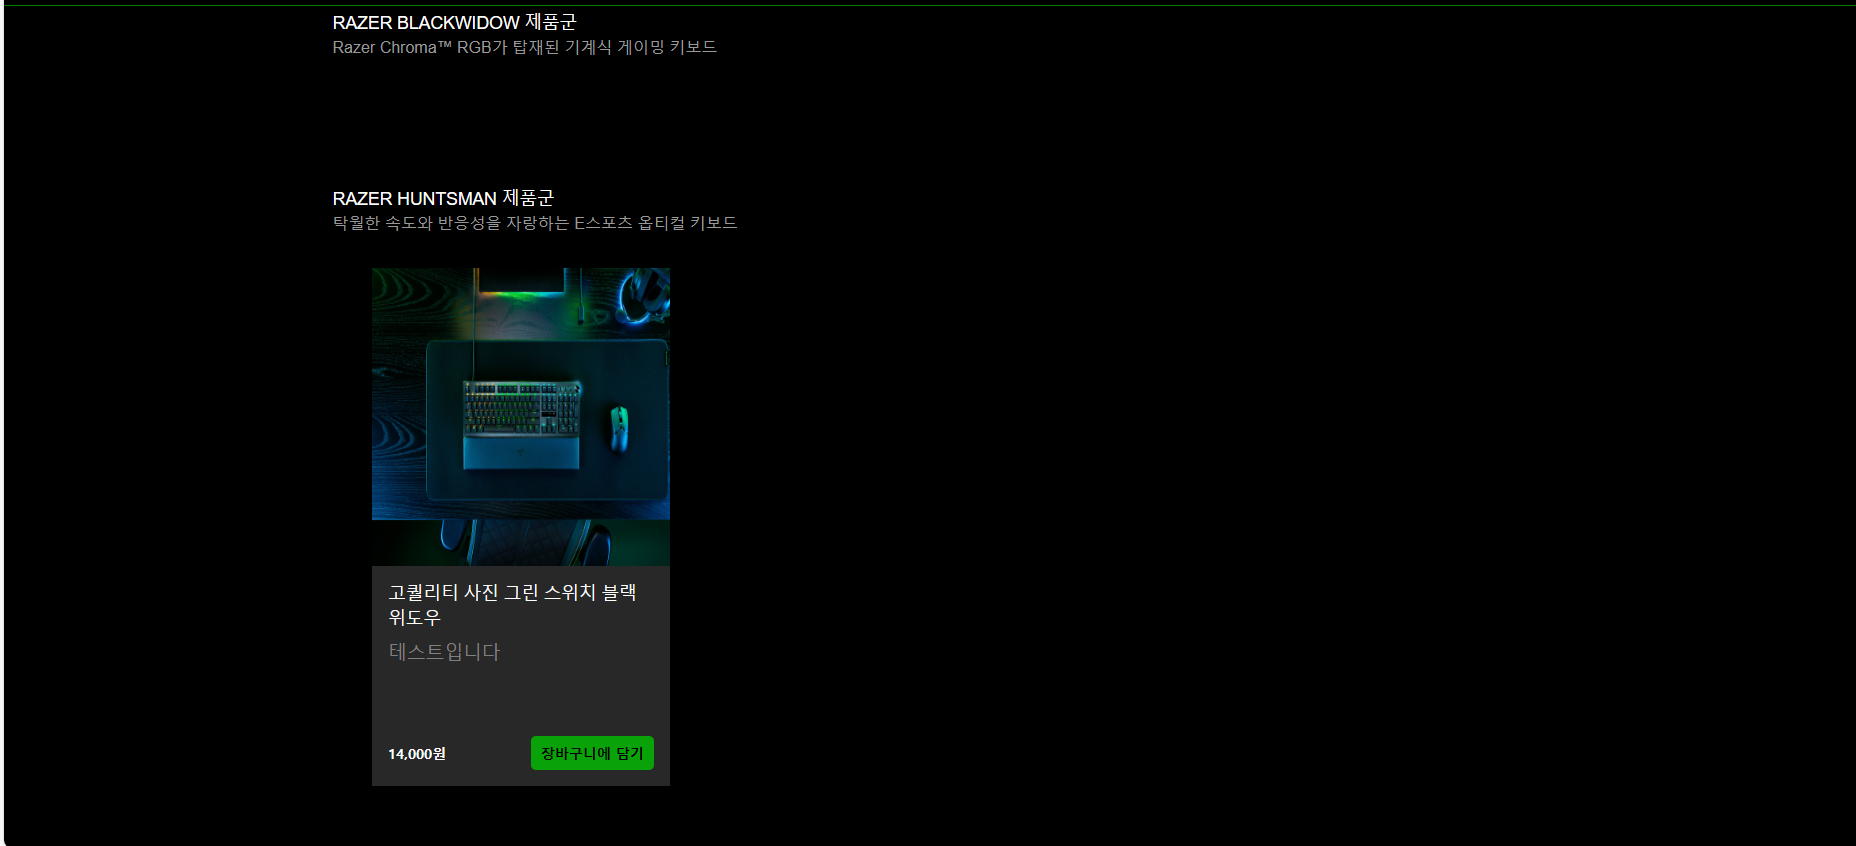 RAZER BLACKWIDOW 제품군
Razer Chroma™ RGB가 탑재된 기계식 게이밍 키보드
RAZER HUNTSMAN 제품군
탁월한 속도와 반응성을 자랑하는 E스포츠 옵티컬 키보드
고퀄리티 사진 그린 스위치 블랙
위도우
테스트입니다
14,000원
장바구니에 담기